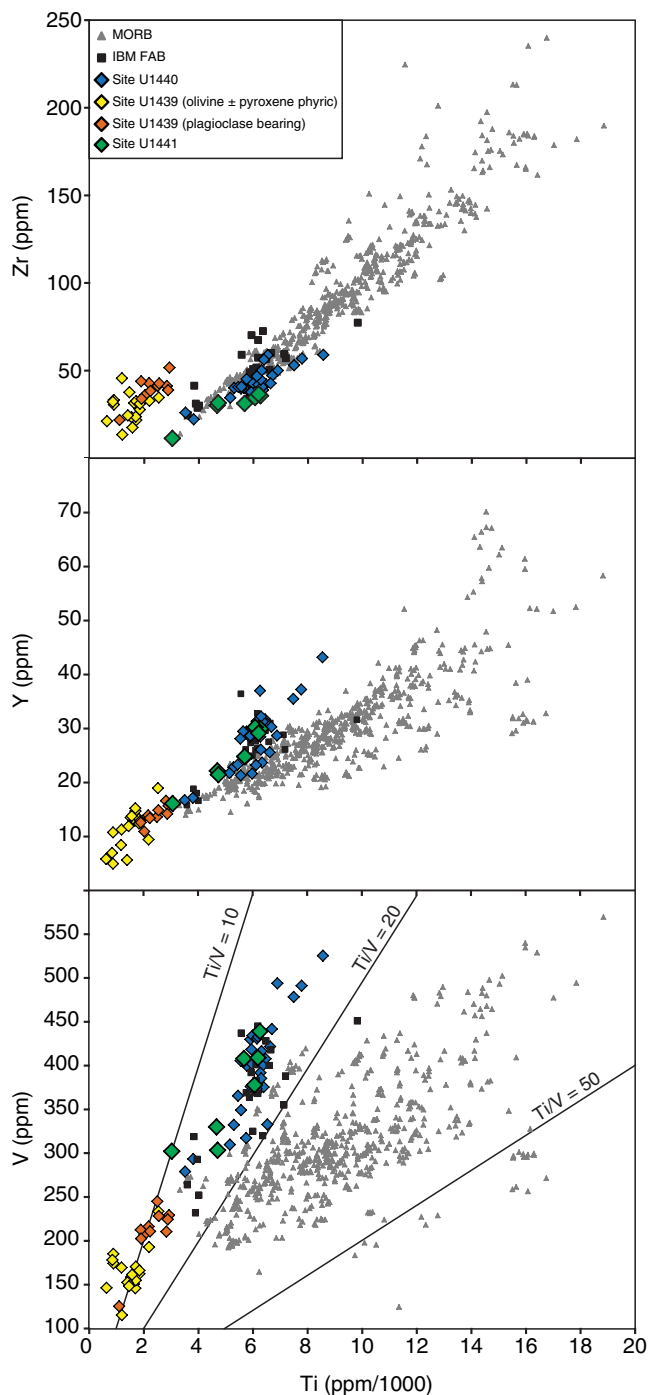 250
200
150
100
50
Zr (ppm)
MORB
IBM FAB
Site U1440
Site U1439 (olivine ± pyroxene phyric)
Site U1439 (plagioclase bearing)
Site U1441
70
60
50
40
30
20
10
Y (ppm)
550
500
450
400
350
300
250
200
150
100
V (ppm)
Ti/V = 10
Ti/V = 20
Ti/V = 50
0 2 4 6 8 10 12 14 16 18 20
Ti (ppm/1000)